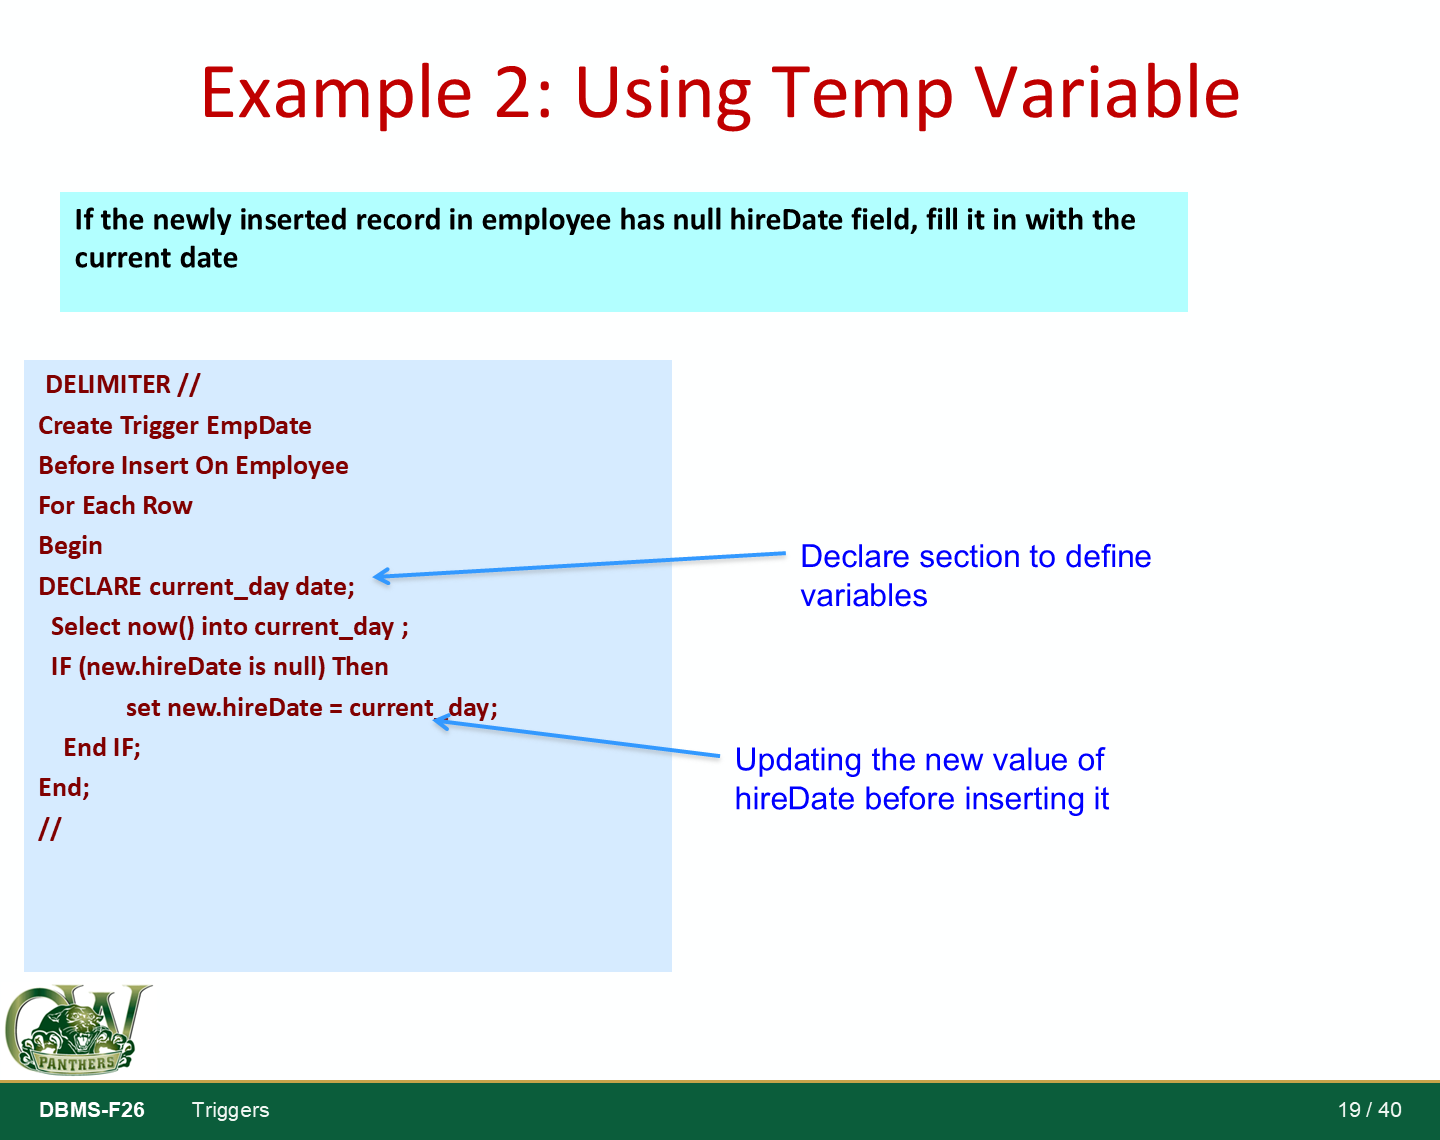 Example 2: Using Temp Variable
If the newly inserted record in employee has null hireDate field, fill it in with the
current date
DELIMITER //
Create Trigger EmpDate
Before Insert On Employee
For Each Row
Begin
DECLARE current_day date;
Select now() into current_day ;
IF (new.hireDate is null) Then
set new.hireDate = current_day;
End IF;
End;
//
Declare section to define
variables
Updating the new value of
hireDate before inserting it
CW
PANTHERS
DBMS-F26 Triggers 19 / 40